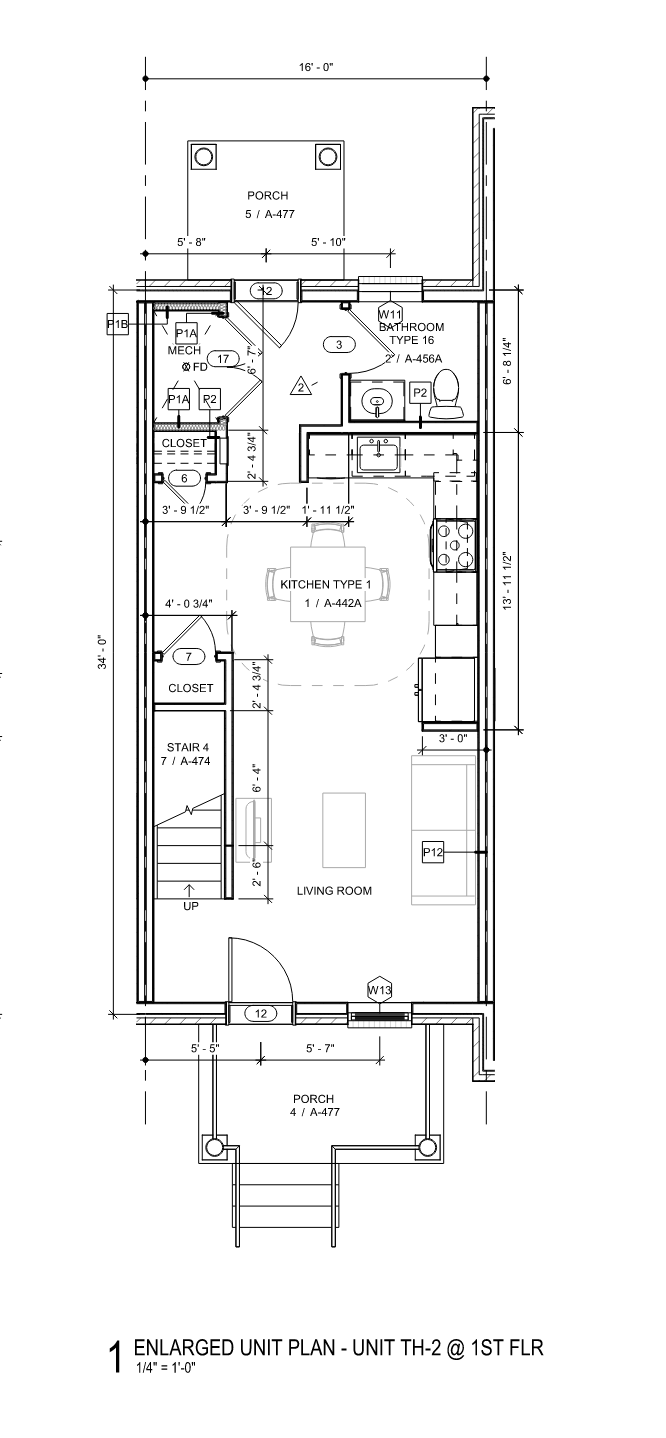 16' - 0"
PORCH
5 / A-477
5' - 8"
5' - 10"
12
P1B
P1A
W11
BATHROOM
TYPE 16
2 / A-456A
3
MECH
17
FD
6' - 7"
6' - 8 1/4"
2
P1A
P2
P2
CLOSET
2' - 4 3/4"
6
3' - 9 1/2"
3' - 9 1/2"
1' - 11 1/2"
13' - 11 1/2"
KITCHEN TYPE 1
1 / A-442A
4' - 0 3/4"
34' - 0"
7
CLOSET
2' - 4 3/4"
3' - 0"
STAIR 4
7 / A-474
6' - 4"
P12
2' - 6"
LIVING ROOM
UP
W13
12
5' - 5"
5' - 7"
PORCH
4 / A-477
1 ENLARGED UNIT PLAN - UNIT TH-2 @ 1ST FLR
1/4" = 1'-0"